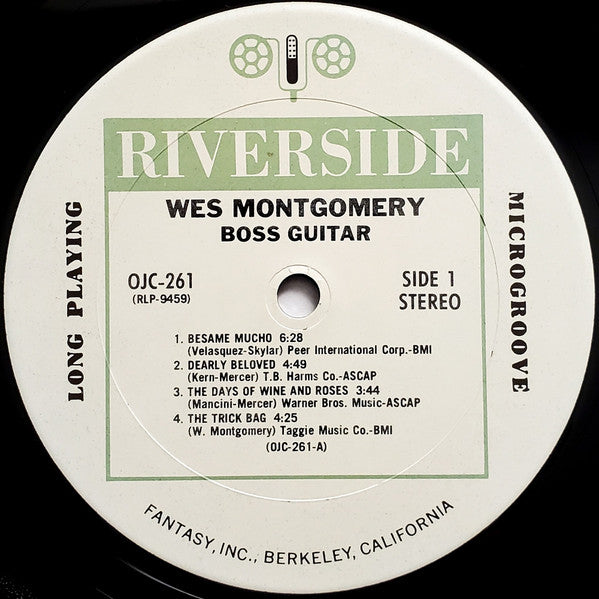 RIVERSIDE
WES MONTGOMERY
BOSS GUITAR
LONG PLAYING
MICROGROOVE
OJC-261
(RLP-9459)
SIDE 1
STEREO
1. BESAME MUCHO 6:28
(Velasquez-Skylar) Peer International Corp.-BMI
2. DEARLY BELOVED 4:49
(Kern-Mercer) T.B. Harms Co.-ASCAP
3. THE DAYS OF WINE AND ROSES 3:44
(Mancini-Mercer) Warner Bros. Music-ASCAP
4. THE TRICK BAG 4:25
(W. Montgomery) Taggie Music Co.-BMI
(OJC-261-A)
FANTASY, INC., BERKELEY, CALIFORNIA